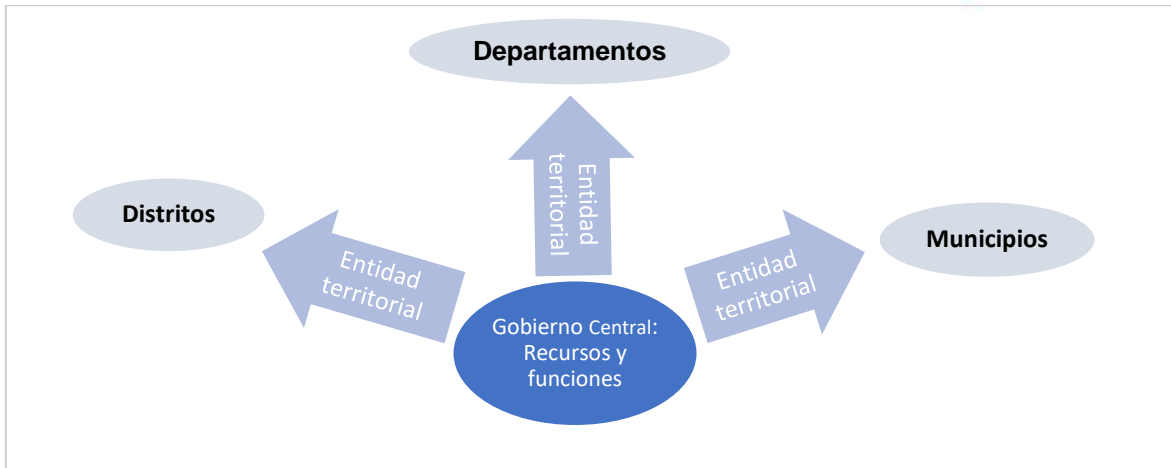 Departamentos
Entidad
territorial
Distritos
Entidad
territorial
Municipios
Entidad
territorial
Gobierno Central:
Recursos y
funciones